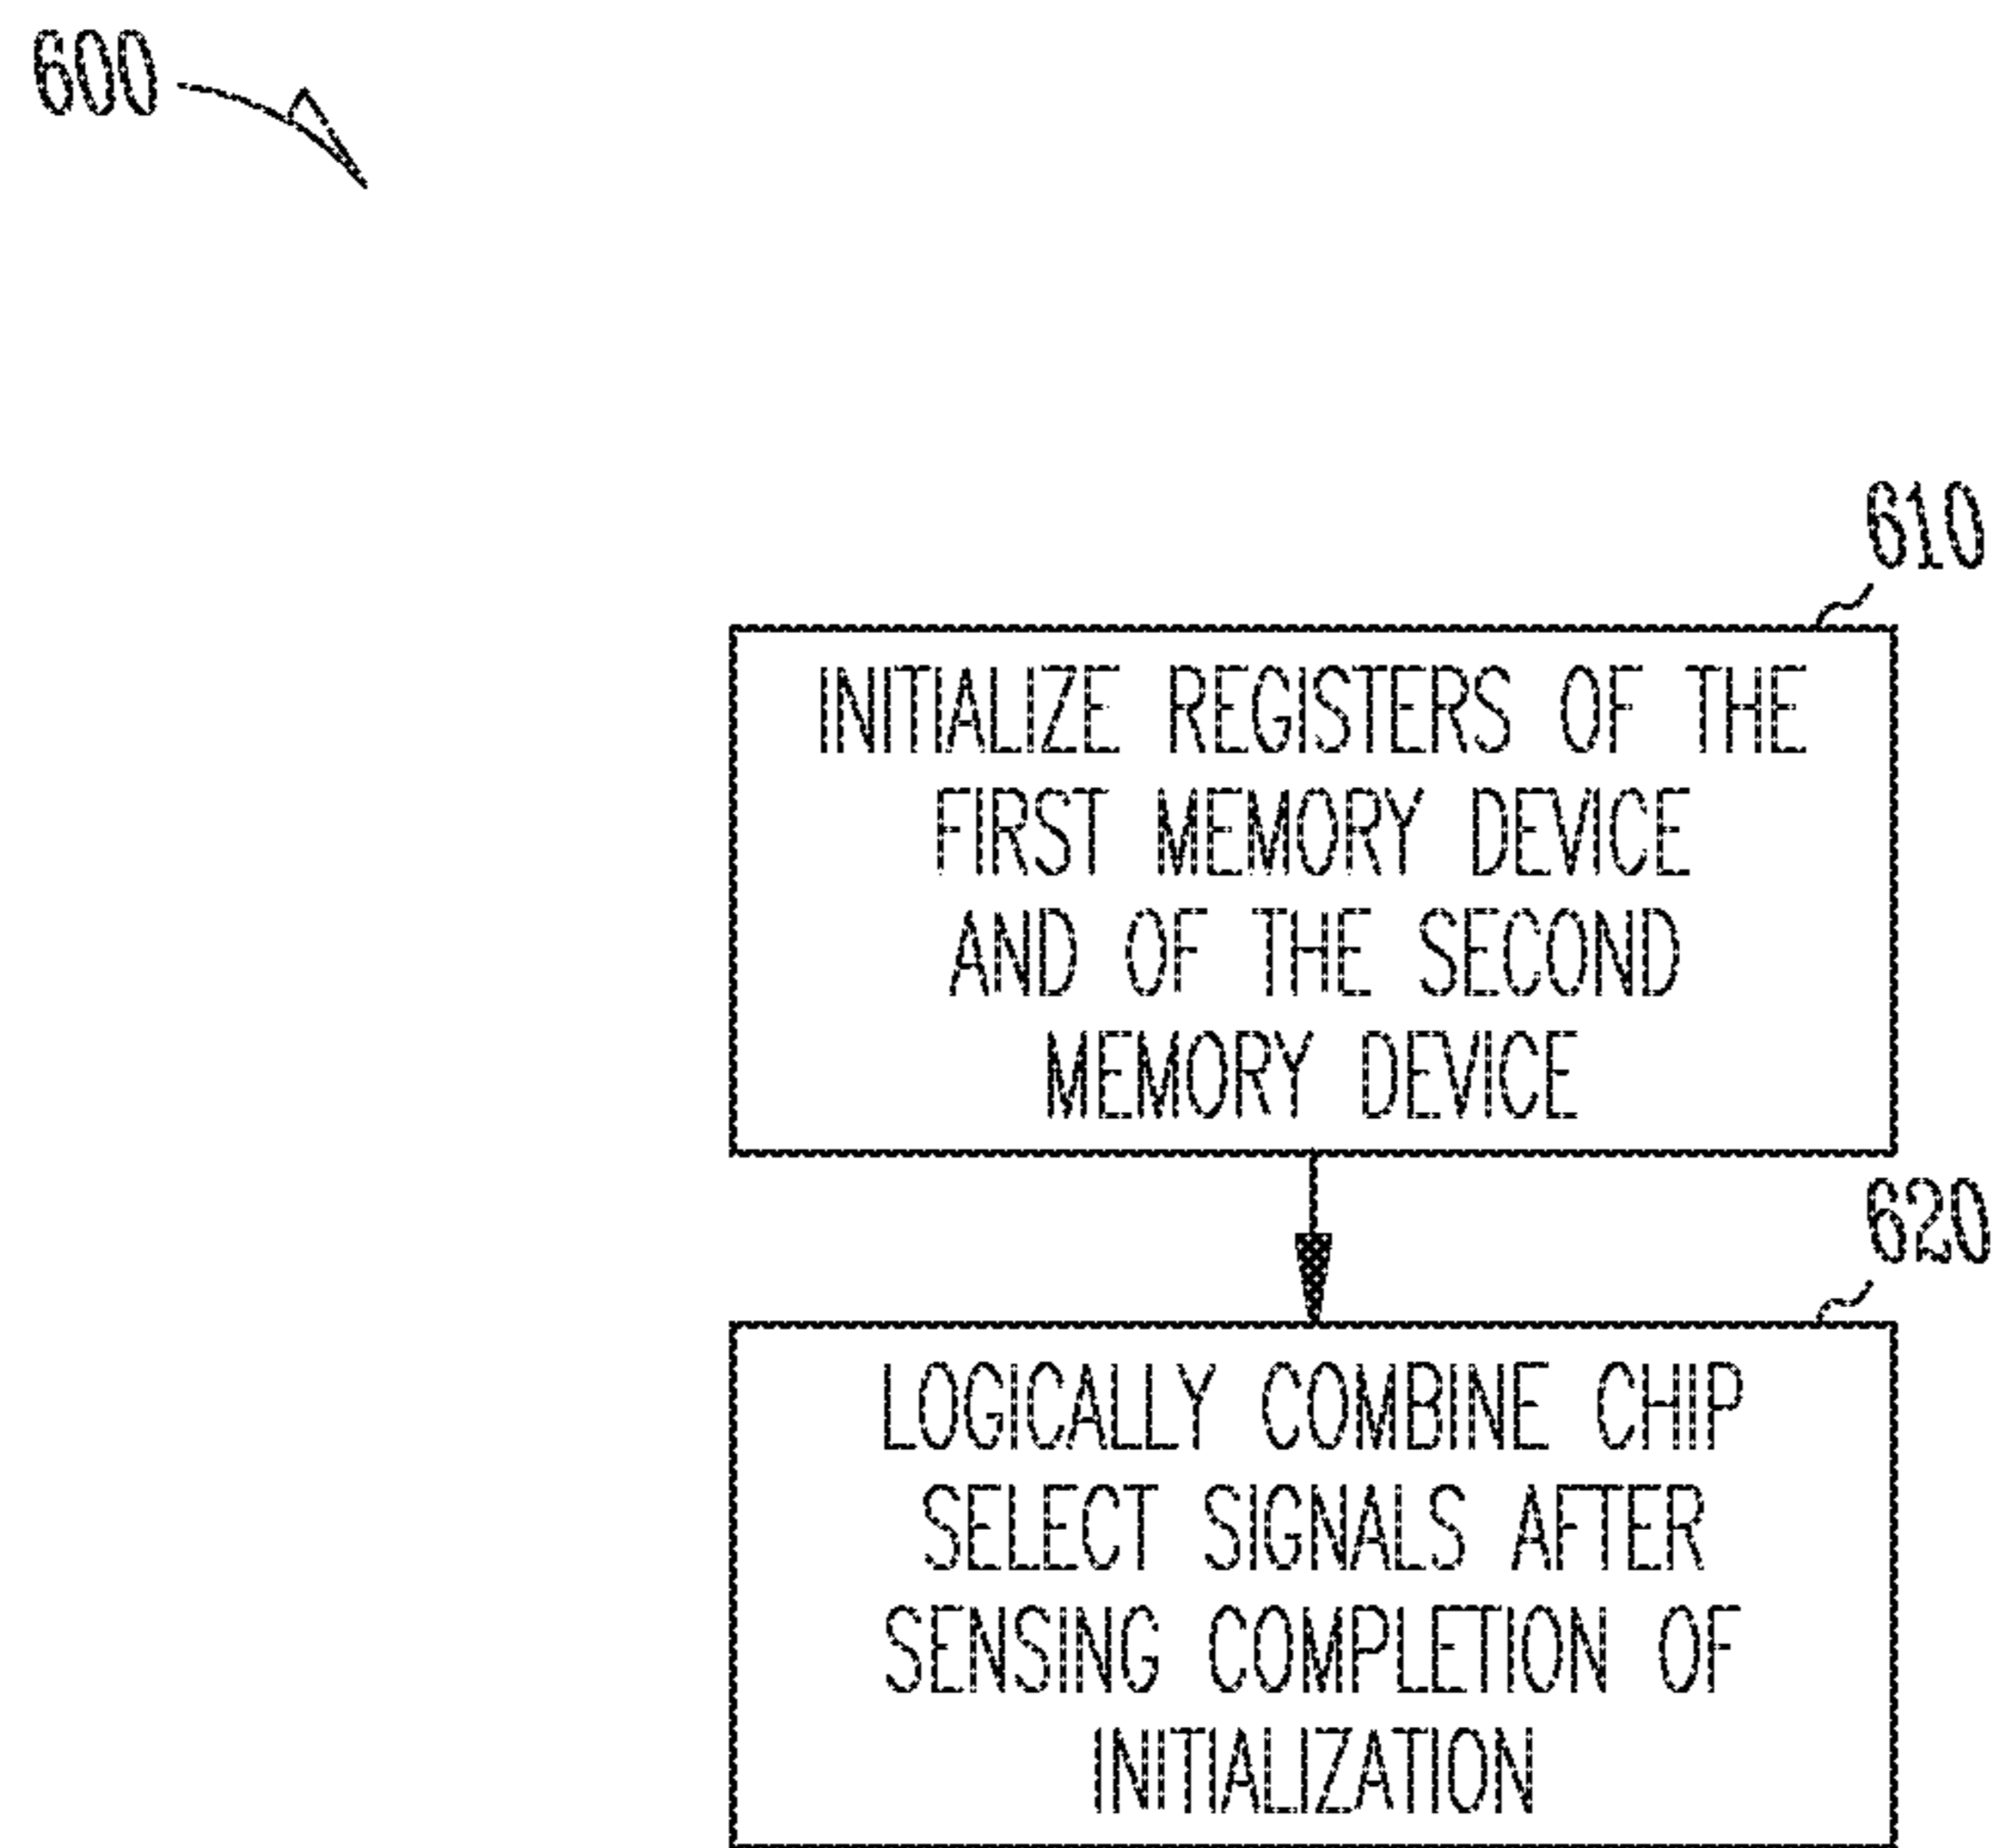 600
610
INITIALIZE REGISTERS OF THE
FIRST MEMORY DEVICE
AND OF THE SECOND
MEMORY DEVICE
620
LOGICALLY COMBINE CHIP
SELECT SIGNALS AFTER
SENSING COMPLETION OF
INITIALIZATION